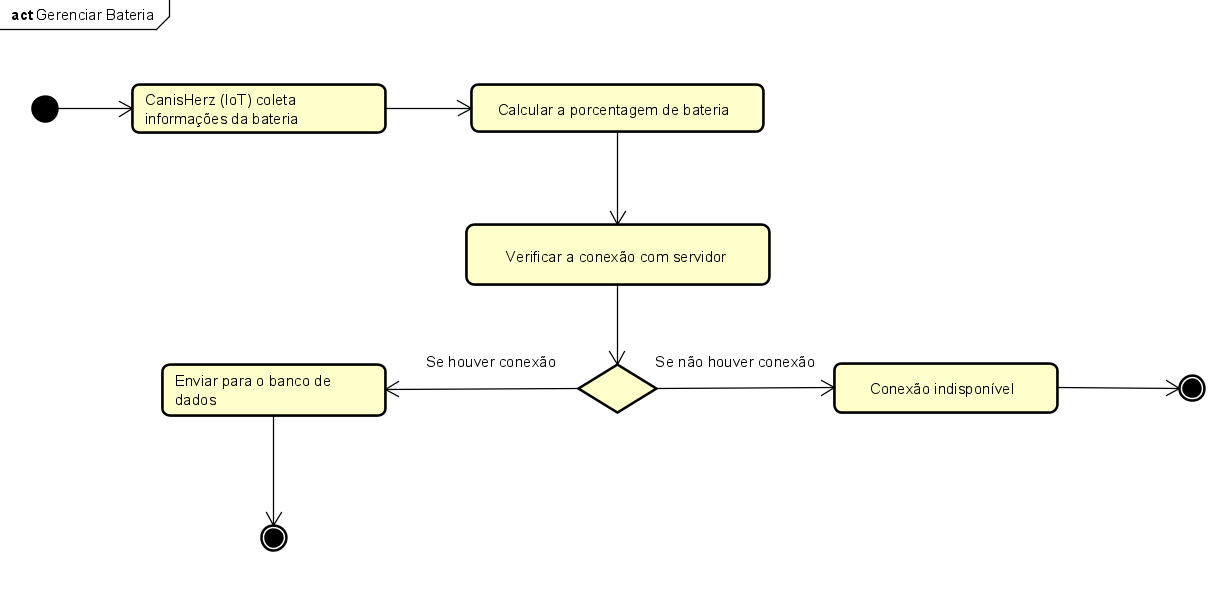 act Gerenciar Bateria
CanisHerz (IoT) coleta
informações da bateria
Calcular a porcentagem de bateria
Verificar a conexão com servidor
Se houver conexão
Se não houver conexão
Enviar para o banco de
dados
Conexão indisponível